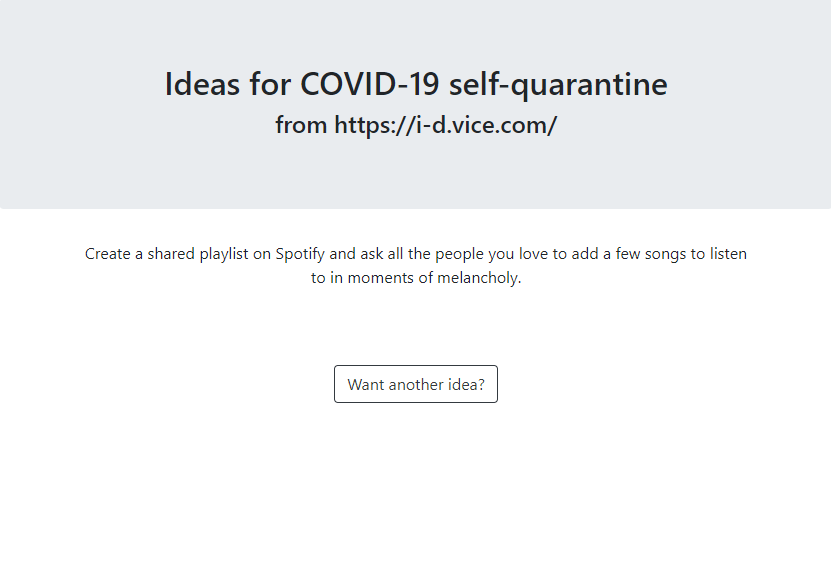 Ideas for COVID-19 self-quarantine
from https://i-d.vice.com/
Create a shared playlist on Spotify and ask all the people you love to add a few songs to listen
to in moments of melancholy.
Want another idea?